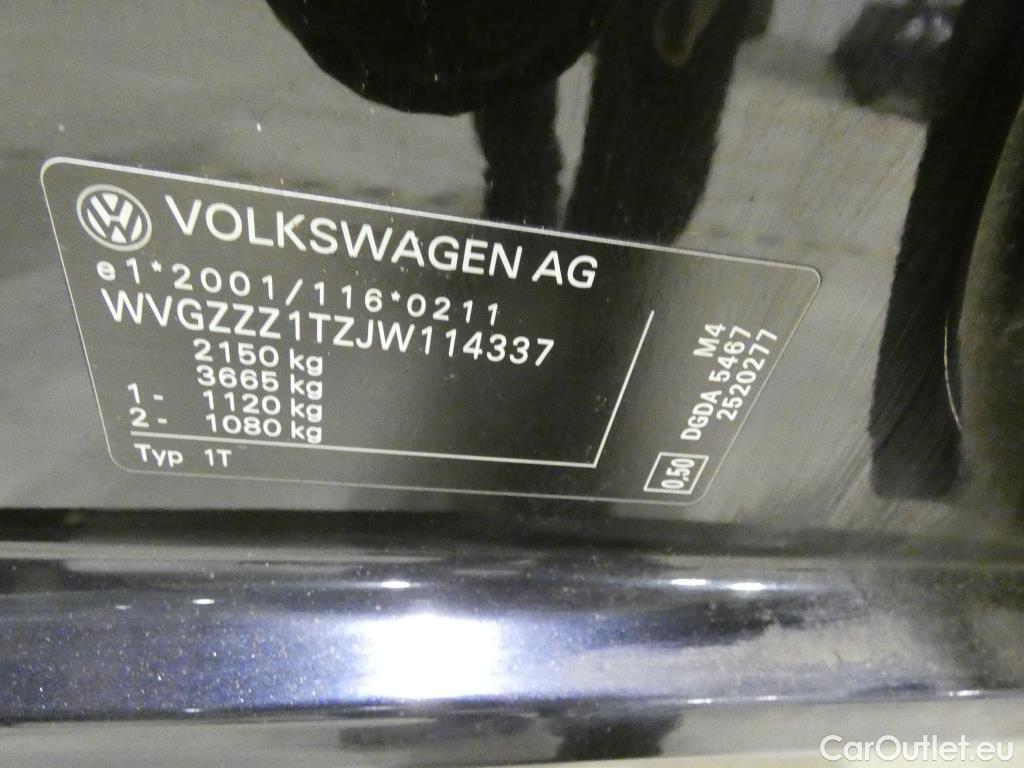 VOLKSWAGEN AG
e1*2001/116*0211
WVGZZZ1TZJW114337
2150 kg
3665 kg
1- 1120 kg
2- 1080 kg
Typ 1T
M4
DGDA 5467
2520277
0,50
CarOutlet.eu